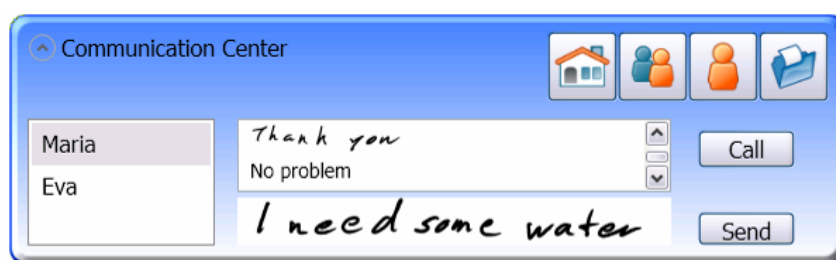 Communication Center
Maria
Eva
Thank you
No problem
I need some water
Call
Send